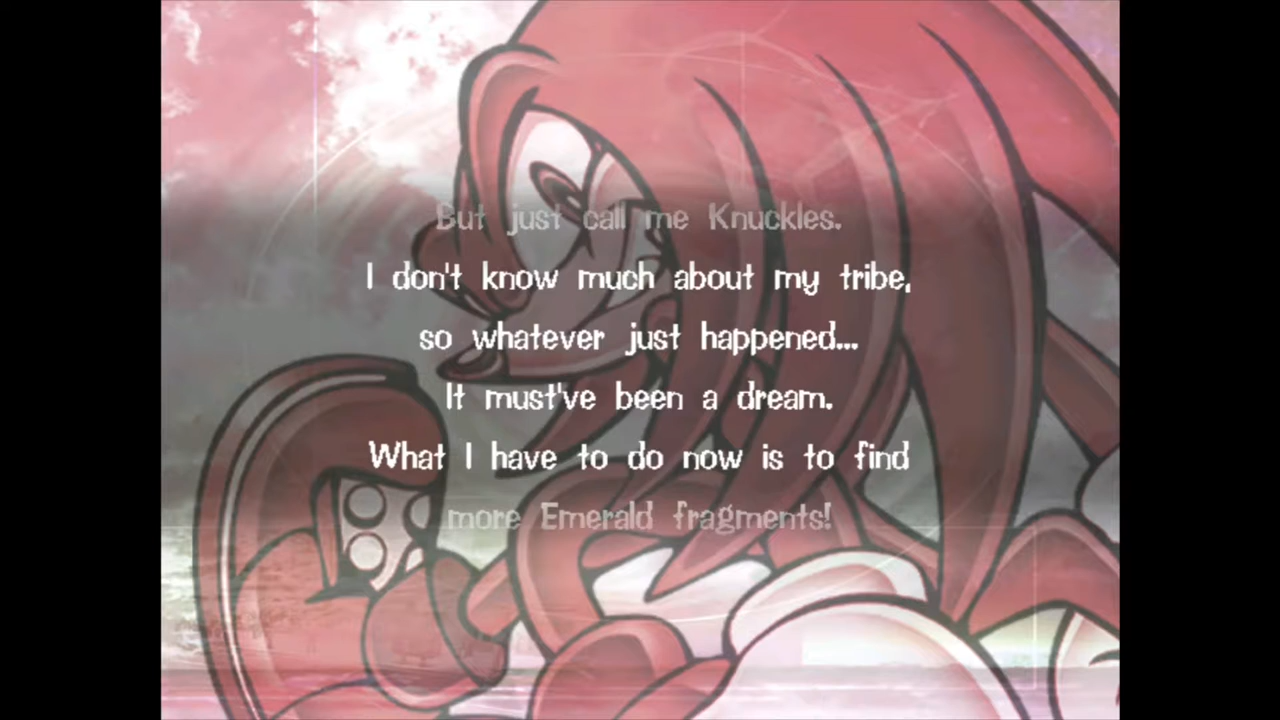 But just call me Knuckles.
I don't know much about my tribe,
so whatever just happened...
It must've been a dream.
What I have to do now is to find
more Emerald fragments!